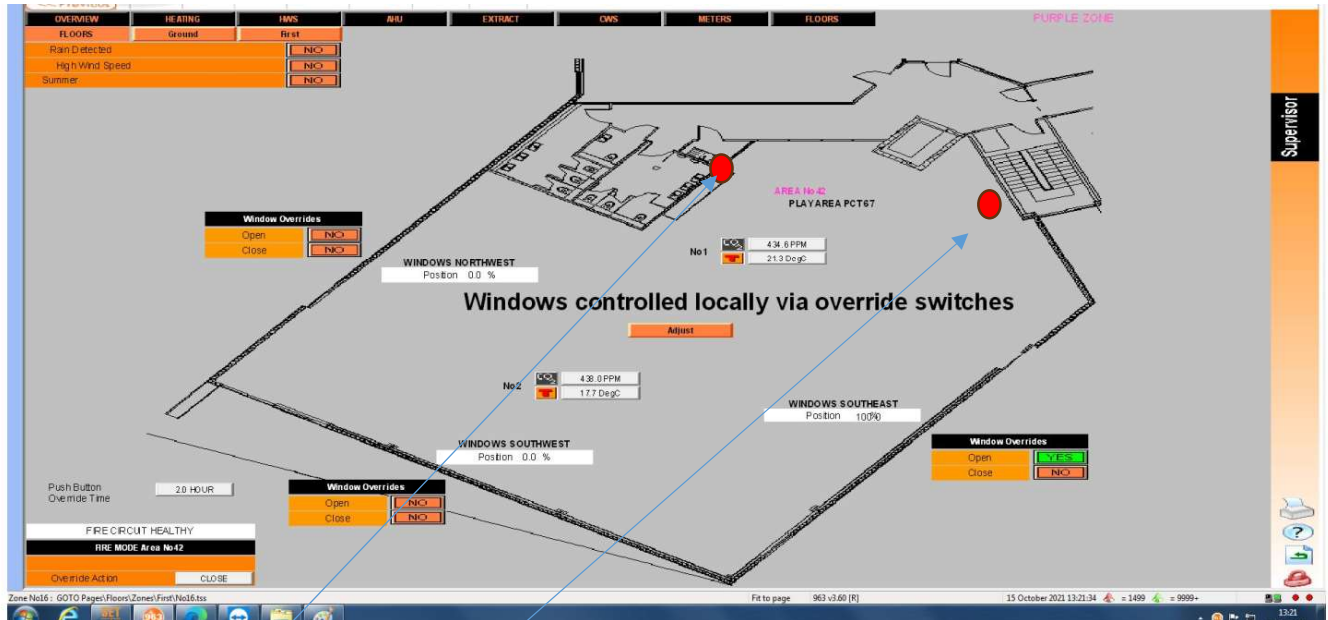 OVERVIEW HEATING HWS AHU EXTRACT CWS METERS FLOORS PURPLE ZONE
FLOORS Ground First
Rain Detected NO
High Wind Speed NO
Summer NO
Supervisor
AREA No 42
PLAY AREA PCT67
Window Overrides
Open NO
Close NO
No1 CO2 434.6 PPM
21.3 DegC
WINDOWS NORTHWEST
Position 0.0 %
Windows controlled locally via override switches
Adjust
No2 CO2 438.0 PPM
17.7 DegC
WINDOWS SOUTHEAST
Position 100%
WINDOWS SOUTHWEST
Position 0.0 %
Window Overrides
Open YES
Close NO
Push Button
Override Time 2.0 HOUR
Window Overrides
Open NO
Close NO
FIRE CIRCUIT HEALTHY
FIRE MODE Area No42
Override Action CLOSE
Zone No16 : GOTO Pages\Floors\Zones\First\No16.tss Fit to page 963 v3.60 [R] 15 October 2021 13:21:34 = 1499 = 9999+
13:21